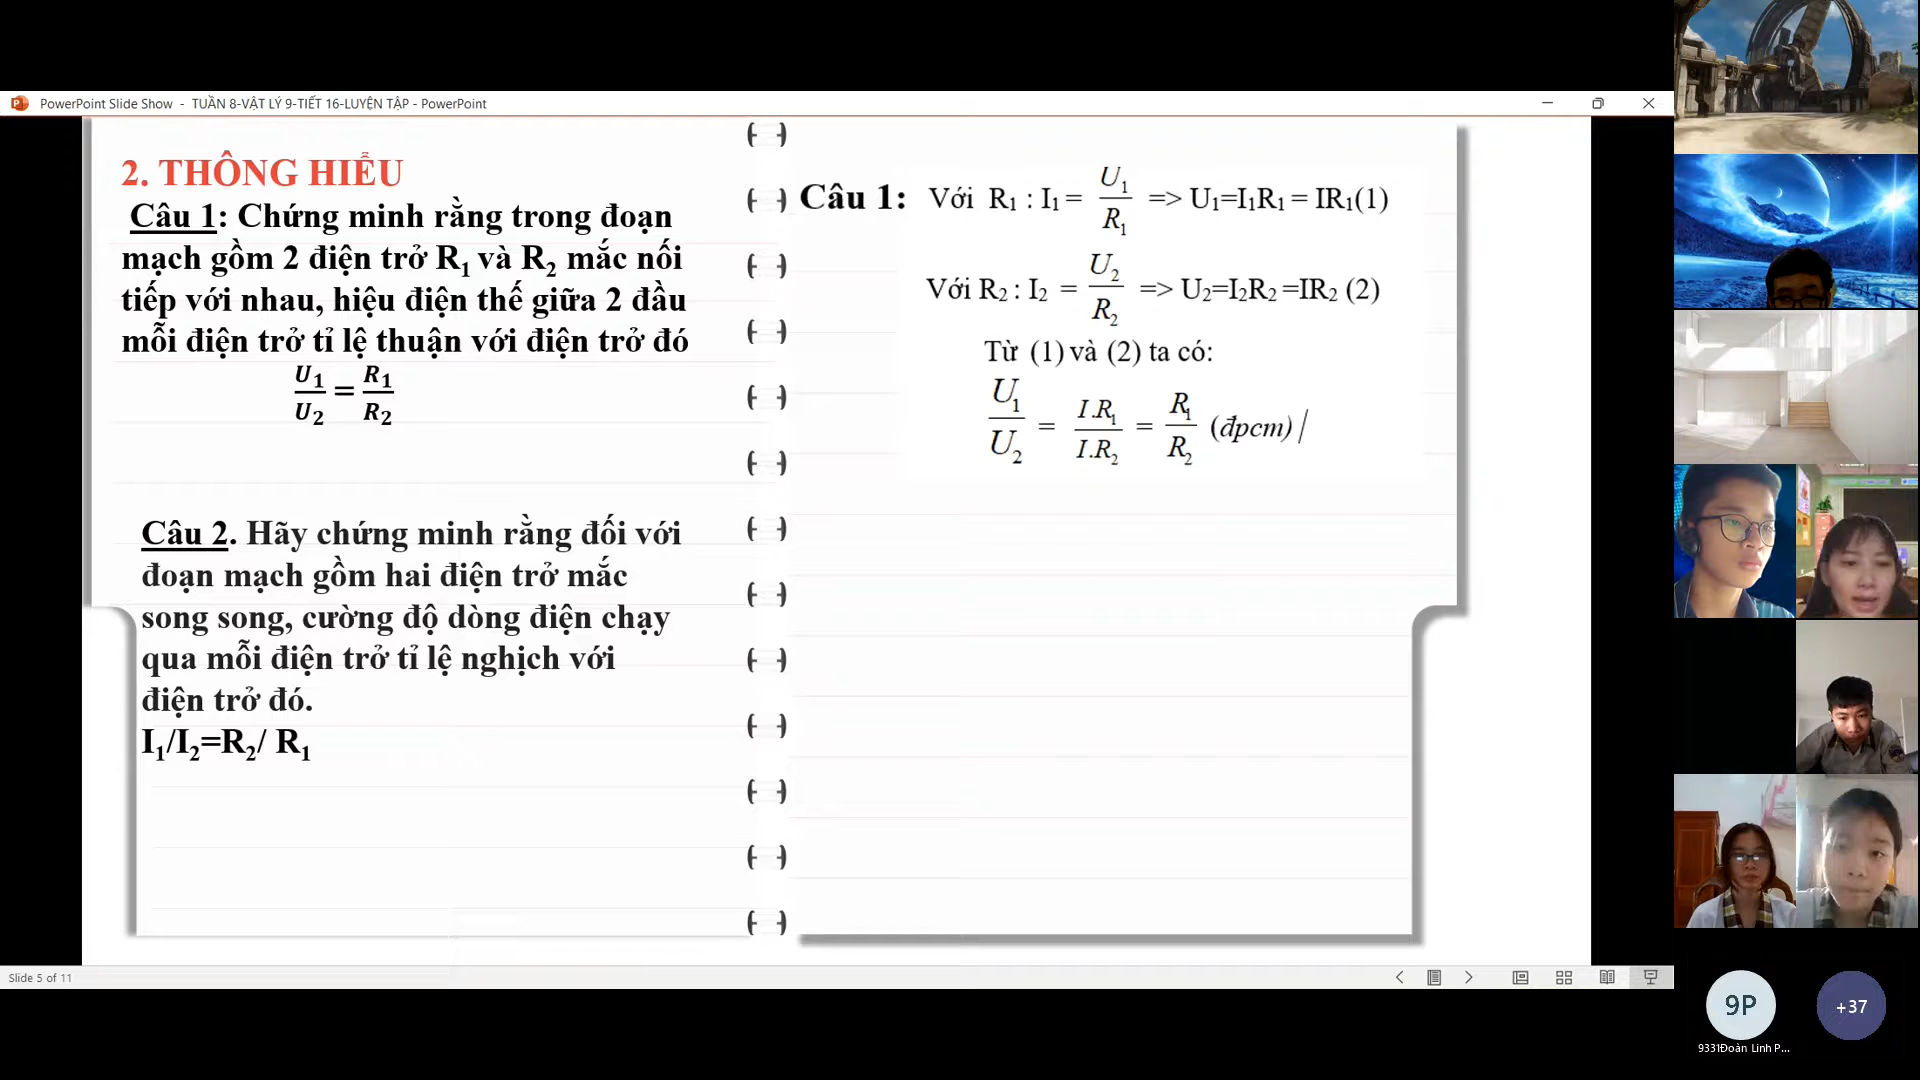 PowerPoint Slide Show - TUẦN 8-VẬT LÝ 9-TIẾT 16-LUYỆN TẬP - PowerPoint
2. THÔNG HIỂU
Câu 1: Chứng minh rằng trong đoạn
mạch gồm 2 điện trở R₁ và R₂ mắc nối
tiếp với nhau, hiệu điện thế giữa 2 đầu
mỗi điện trở tỉ lệ thuận với điện trở đó
U₁/U₂ = R₁/R₂
Câu 2. Hãy chứng minh rằng đối với
đoạn mạch gồm hai điện trở mắc
song song, cường độ dòng điện chạy
qua mỗi điện trở tỉ lệ nghịch với
điện trở đó.
I₁/I₂=R₂/ R₁
Câu 1: Với R₁ : I₁ = U₁/R₁ => U₁=I₁R₁ = IR₁(1)
Với R₂ : I₂ = U₂/R₂ => U₂=I₂R₂ =IR₂ (2)
Từ (1) và (2) ta có:
U₁/U₂ = I.R₁/I.R₂ = R₁/R₂ (đpcm)
Slide 5 of 11
9P
+37
9331Đoàn Linh P...